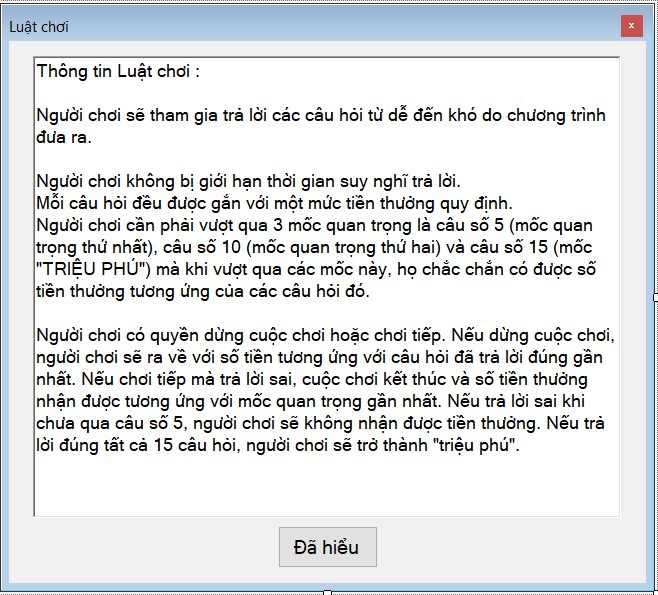 Luật chơi
x
Thông tin Luật chơi :
Người chơi sẽ tham gia trả lời các câu hỏi từ dễ đến khó do chương trình
đưa ra.
Người chơi không bị giới hạn thời gian suy nghĩ trả lời.
Mỗi câu hỏi đều được gắn với một mức tiền thưởng quy định.
Người chơi cần phải vượt qua 3 mốc quan trọng là câu số 5 (mốc quan
trọng thứ nhất), câu số 10 (mốc quan trọng thứ hai) và câu số 15 (mốc
"TRIỆU PHÚ") mà khi vượt qua các mốc này, họ chắc chắn có được số
tiền thưởng tương ứng của các câu hỏi đó.
Người chơi có quyền dừng cuộc chơi hoặc chơi tiếp. Nếu dừng cuộc chơi,
người chơi sẽ ra về với số tiền tương ứng với câu hỏi đã trả lời đúng gần
nhất. Nếu chơi tiếp mà trả lời sai, cuộc chơi kết thúc và số tiền thưởng
nhận được tương ứng với mốc quan trọng gần nhất. Nếu trả lời sai khi
chưa qua câu số 5, người chơi sẽ không nhận được tiền thưởng. Nếu trả
lời đúng tất cả 15 câu hỏi, người chơi sẽ trở thành "triệu phú".
Đã hiểu